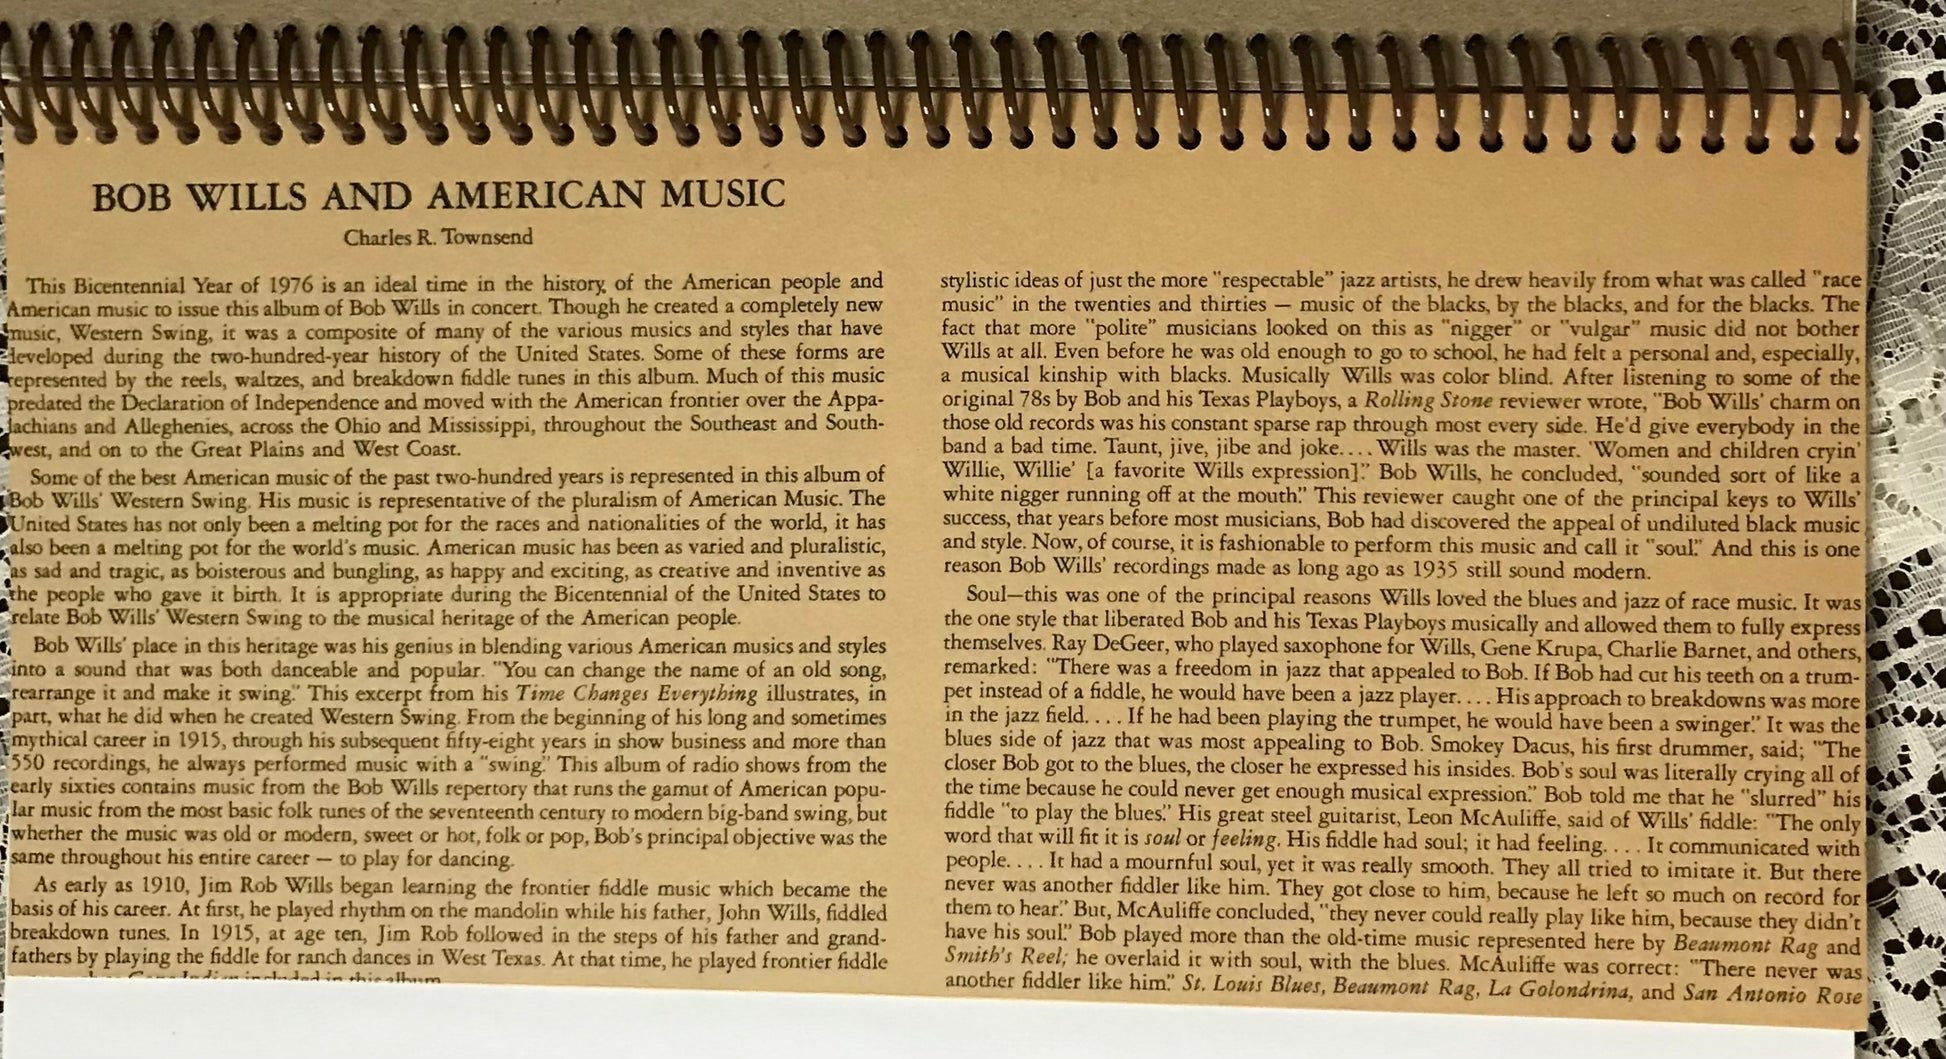 BOB WILLS AND AMERICAN MUSIC
Charles R. Townsend
This Bicentennial Year of 1976 is an ideal time in the history of the American people and
American music to issue this album of Bob Wills in concert. Though he created a completely new
music, Western Swing, it was a composite of many of the various musics and styles that have
developed during the two-hundred-year history of the United States. Some of these forms are
represented by the reels, waltzes, and breakdown fiddle tunes in this album. Much of this music
predated the Declaration of Independence and moved with the American frontier over the Appa-
lachians and Alleghenies, across the Ohio and Mississippi, throughout the Southeast and South-
west, and on to the Great Plains and West Coast.
Some of the best American music of the past two-hundred years is represented in this album of
Bob Wills' Western Swing. His music is representative of the pluralism of American Music. The
United States has not only been a melting pot for the races and nationalities of the world, it has
also been a melting pot for the world's music. American music has been as varied and pluralistic,
as sad and tragic, as boisterous and bungling, as happy and exciting, as creative and inventive as
the people who gave it birth. It is appropriate during the Bicentennial of the United States to
relate Bob Wills' Western Swing to the musical heritage of the American people.
Bob Wills' place in this heritage was his genius in blending various American musics and styles
into a sound that was both danceable and popular. "You can change the name of an old song,
rearrange it and make it swing." This excerpt from his Time Changes Everything illustrates, in
part, what he did when he created Western Swing. From the beginning of his long and sometimes
mythical career in 1915, through his subsequent fifty-eight years in show business and more than
550 recordings, he always performed music with a "swing." This album of radio shows from the
early sixties contains music from the Bob Wills repertory that runs the gamut of American popu-
lar music from the most basic folk tunes of the seventeenth century to modern big-band swing, but
whether the music was old or modern, sweet or hot, folk or pop, Bob's principal objective was the
same throughout his entire career — to play for dancing.
As early as 1910, Jim Rob Wills began learning the frontier fiddle music which became the
basis of his career. At first, he played rhythm on the mandolin while his father, John Wills, fiddled
breakdown tunes. In 1915, at age ten, Jim Rob followed in the steps of his father and grand-
fathers by playing the fiddle for ranch dances in West Texas. At that time, he played frontier fiddle
Gone Indian included in this album
stylistic ideas of just the more "respectable" jazz artists, he drew heavily from what was called "race
music" in the twenties and thirties — music of the blacks, by the blacks, and for the blacks. The
fact that more "polite" musicians looked on this as "nigger" or "vulgar" music did not bother
Wills at all. Even before he was old enough to go to school, he had felt a personal and, especially,
a musical kinship with blacks. Musically Wills was color blind. After listening to some of the
original 78s by Bob and his Texas Playboys, a Rolling Stone reviewer wrote, "Bob Wills' charm on
those old records was his constant sparse rap through most every side. He'd give everybody in the
band a bad time. Taunt, jive, jibe and joke.... Wills was the master. 'Women and children cryin'
Willie, Willie' [a favorite Wills expression]." Bob Wills, he concluded, "sounded sort of like a
white nigger running off at the mouth." This reviewer caught one of the principal keys to Wills'
success, that years before most musicians, Bob had discovered the appeal of undiluted black music
and style. Now, of course, it is fashionable to perform this music and call it "soul." And this is one
reason Bob Wills' recordings made as long ago as 1935 still sound modern.
Soul—this was one of the principal reasons Wills loved the blues and jazz of race music. It was
the one style that liberated Bob and his Texas Playboys musically and allowed them to fully express
themselves. Ray DeGeer, who played saxophone for Wills, Gene Krupa, Charlie Barnet, and others,
remarked: "There was a freedom in jazz that appealed to Bob. If Bob had cut his teeth on a trum-
pet instead of a fiddle, he would have been a jazz player.... His approach to breakdowns was more
in the jazz field.... If he had been playing the trumpet, he would have been a swinger." It was the
blues side of jazz that was most appealing to Bob. Smokey Dacus, his first drummer, said; "The
closer Bob got to the blues, the closer he expressed his insides. Bob's soul was literally crying all of
the time because he could never get enough musical expression." Bob told me that he "slurred" his
fiddle "to play the blues." His great steel guitarist, Leon McAuliffe, said of Wills' fiddle: "The only
word that will fit it is soul or feeling. His fiddle had soul; it had feeling.... It communicated with
people.... It had a mournful soul, yet it was really smooth. They all tried to imitate it. But there
never was another fiddler like him. They got close to him, because he left so much on record for
them to hear." But, McAuliffe concluded, "they never could really play like him, because they didn't
have his soul." Bob played more than the old-time music represented here by Beaumont Rag and
Smith's Reel; he overlaid it with soul, with the blues. McAuliffe was correct: "There never was
another fiddler like him." St. Louis Blues, Beaumont Rag, La Golondrina, and San Antonio Rose